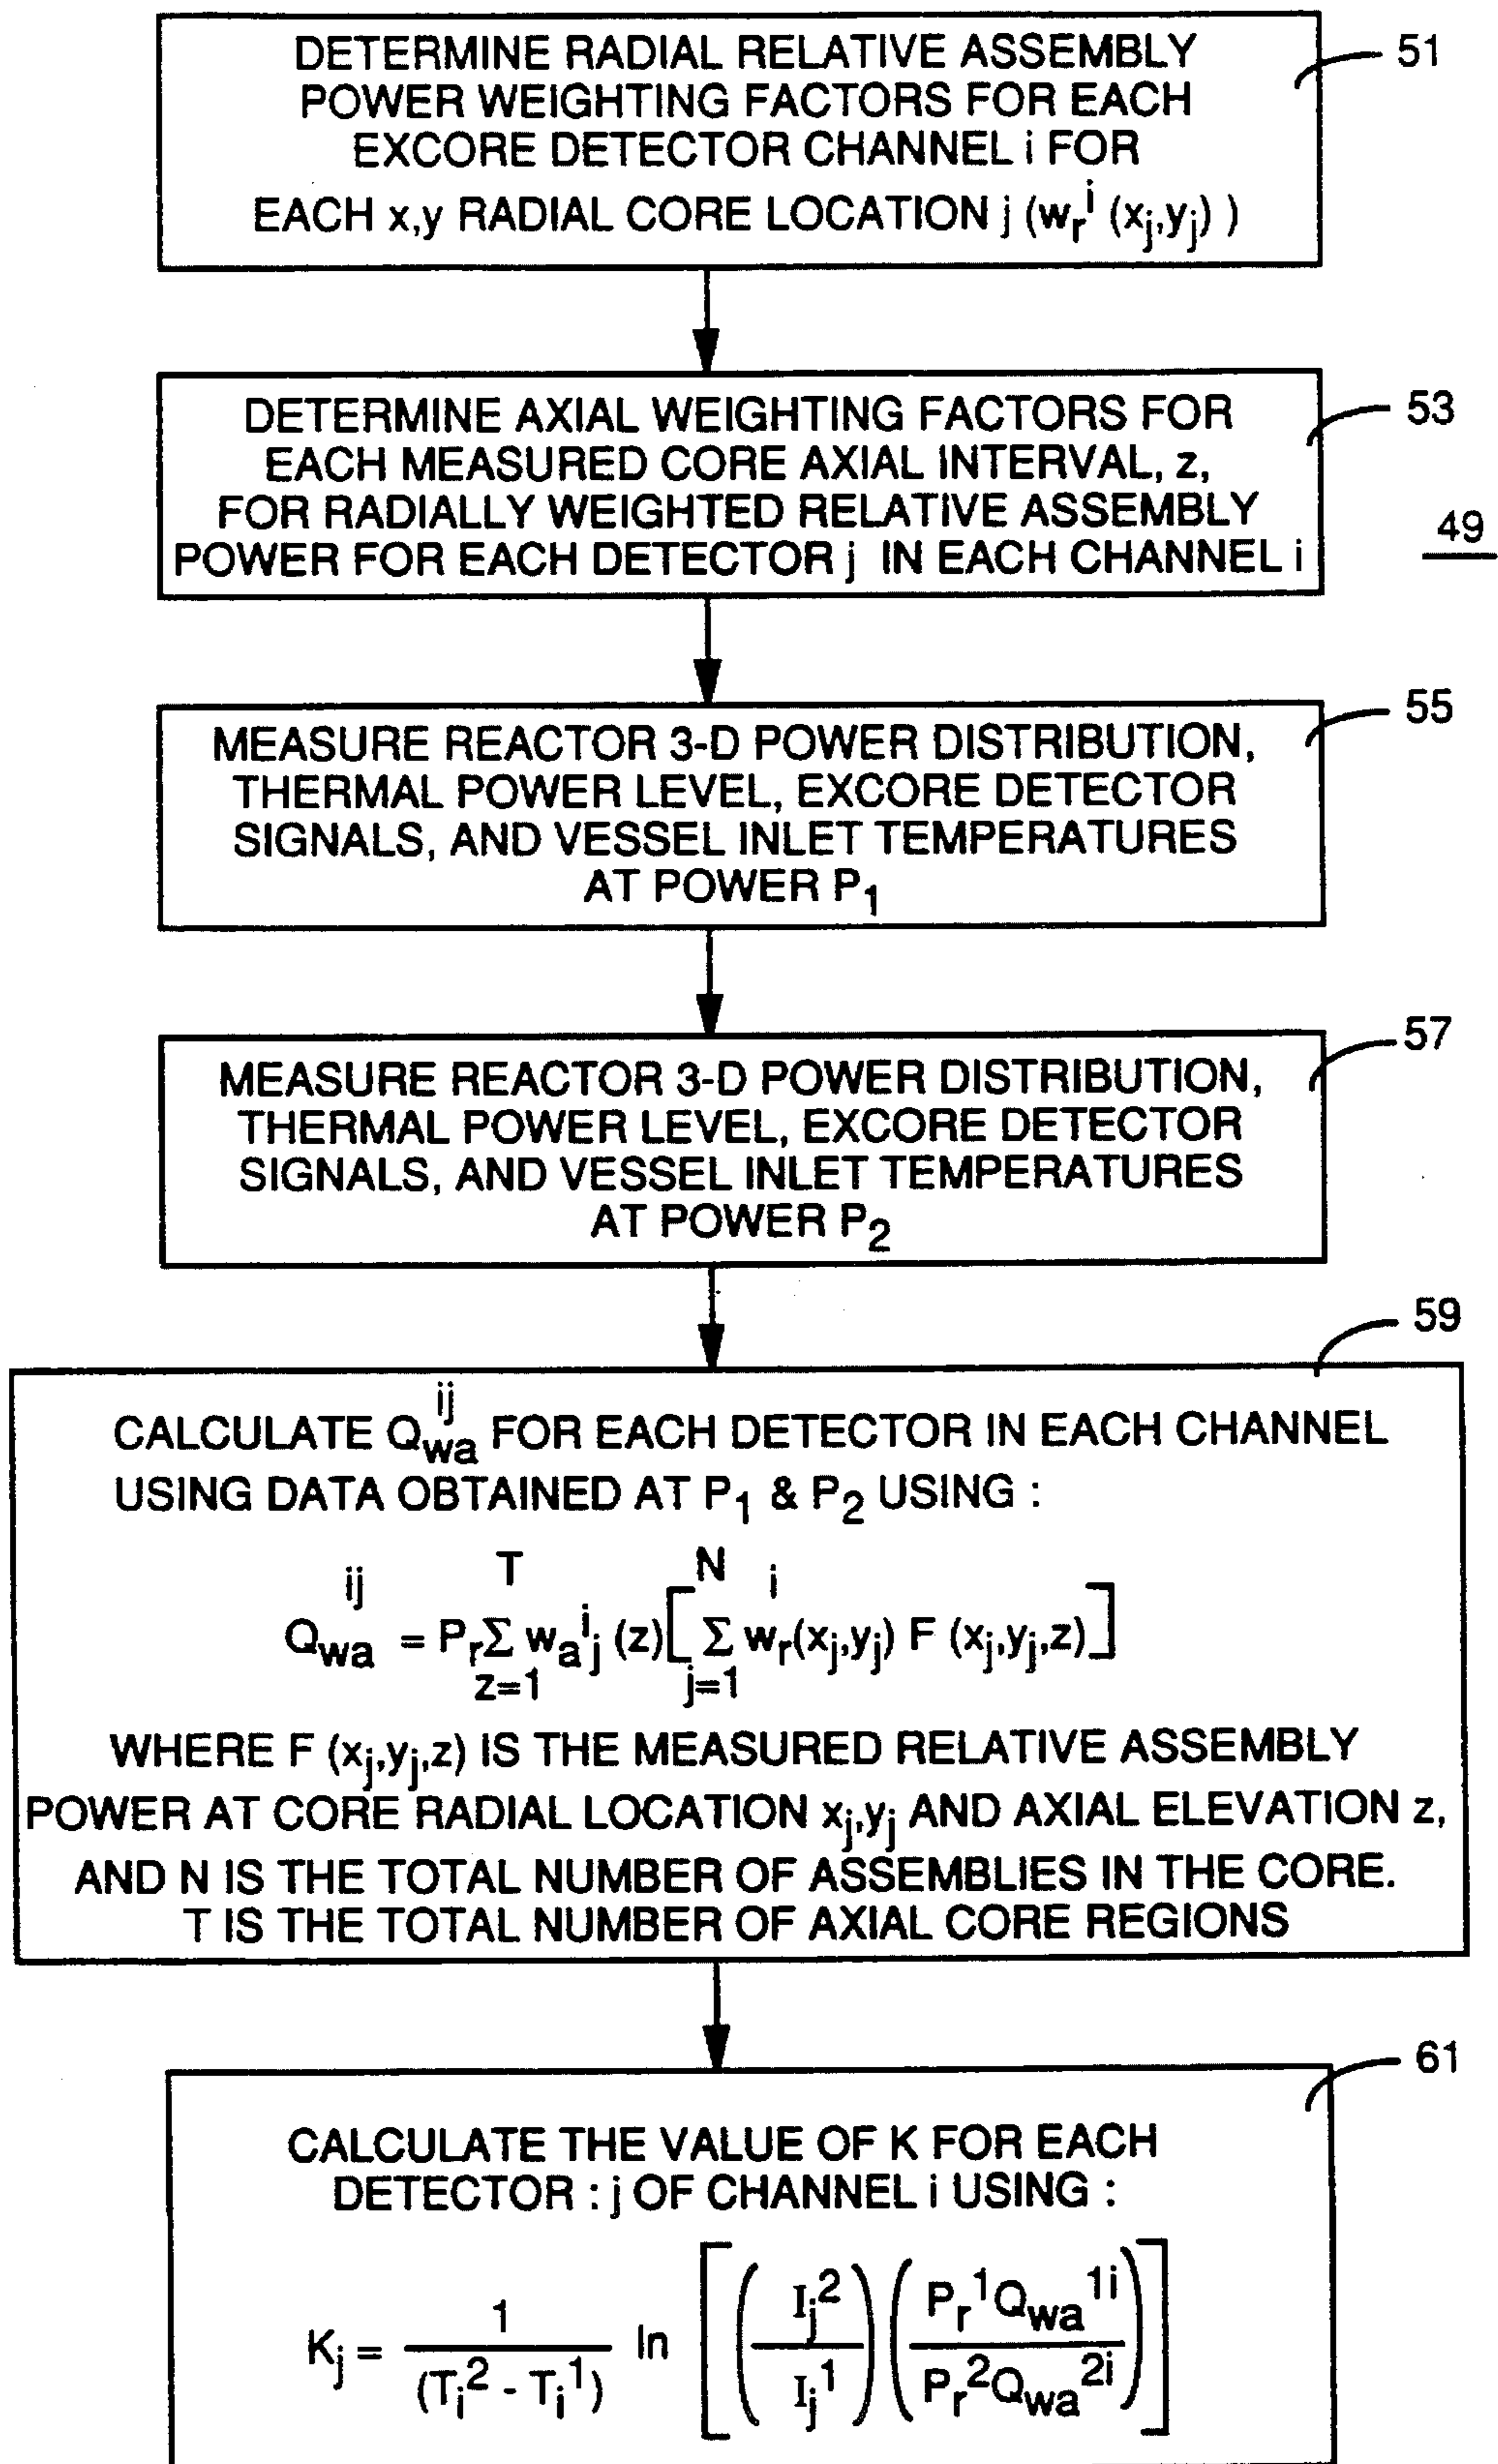 DETERMINE RADIAL RELATIVE ASSEMBLY
POWER WEIGHTING FACTORS FOR EACH
EXCORE DETECTOR CHANNEL i FOR
EACH x,y RADIAL CORE LOCATION j (w_r^i (x_j,y_j) )
51
DETERMINE AXIAL WEIGHTING FACTORS FOR
EACH MEASURED CORE AXIAL INTERVAL, z,
FOR RADIALLY WEIGHTED RELATIVE ASSEMBLY
POWER FOR EACH DETECTOR j IN EACH CHANNEL i
53
49
MEASURE REACTOR 3-D POWER DISTRIBUTION,
THERMAL POWER LEVEL, EXCORE DETECTOR
SIGNALS, AND VESSEL INLET TEMPERATURES
AT POWER P_1
55
MEASURE REACTOR 3-D POWER DISTRIBUTION,
THERMAL POWER LEVEL, EXCORE DETECTOR
SIGNALS, AND VESSEL INLET TEMPERATURES
AT POWER P_2
57
59
CALCULATE Q_wa^ij FOR EACH DETECTOR IN EACH CHANNEL
USING DATA OBTAINED AT P_1 & P_2 USING :
Q_wa^ij = P_r Σ_{z=1}^{T} w_a^i_j (z) [ Σ_{j=1}^{N} w_r^i(x_j,y_j) F (x_j,y_j,z) ]
WHERE F (x_j,y_j,z) IS THE MEASURED RELATIVE ASSEMBLY
POWER AT CORE RADIAL LOCATION x_j,y_j AND AXIAL ELEVATION z,
AND N IS THE TOTAL NUMBER OF ASSEMBLIES IN THE CORE.
T IS THE TOTAL NUMBER OF AXIAL CORE REGIONS
61
CALCULATE THE VALUE OF K FOR EACH
DETECTOR : j OF CHANNEL i USING :
K_j = 1 / (T_i^2 - T_i^1) ln [ ( I_j^2 / I_j^1 ) ( P_r^1 Q_wa^1i / P_r^2 Q_wa^2i ) ]